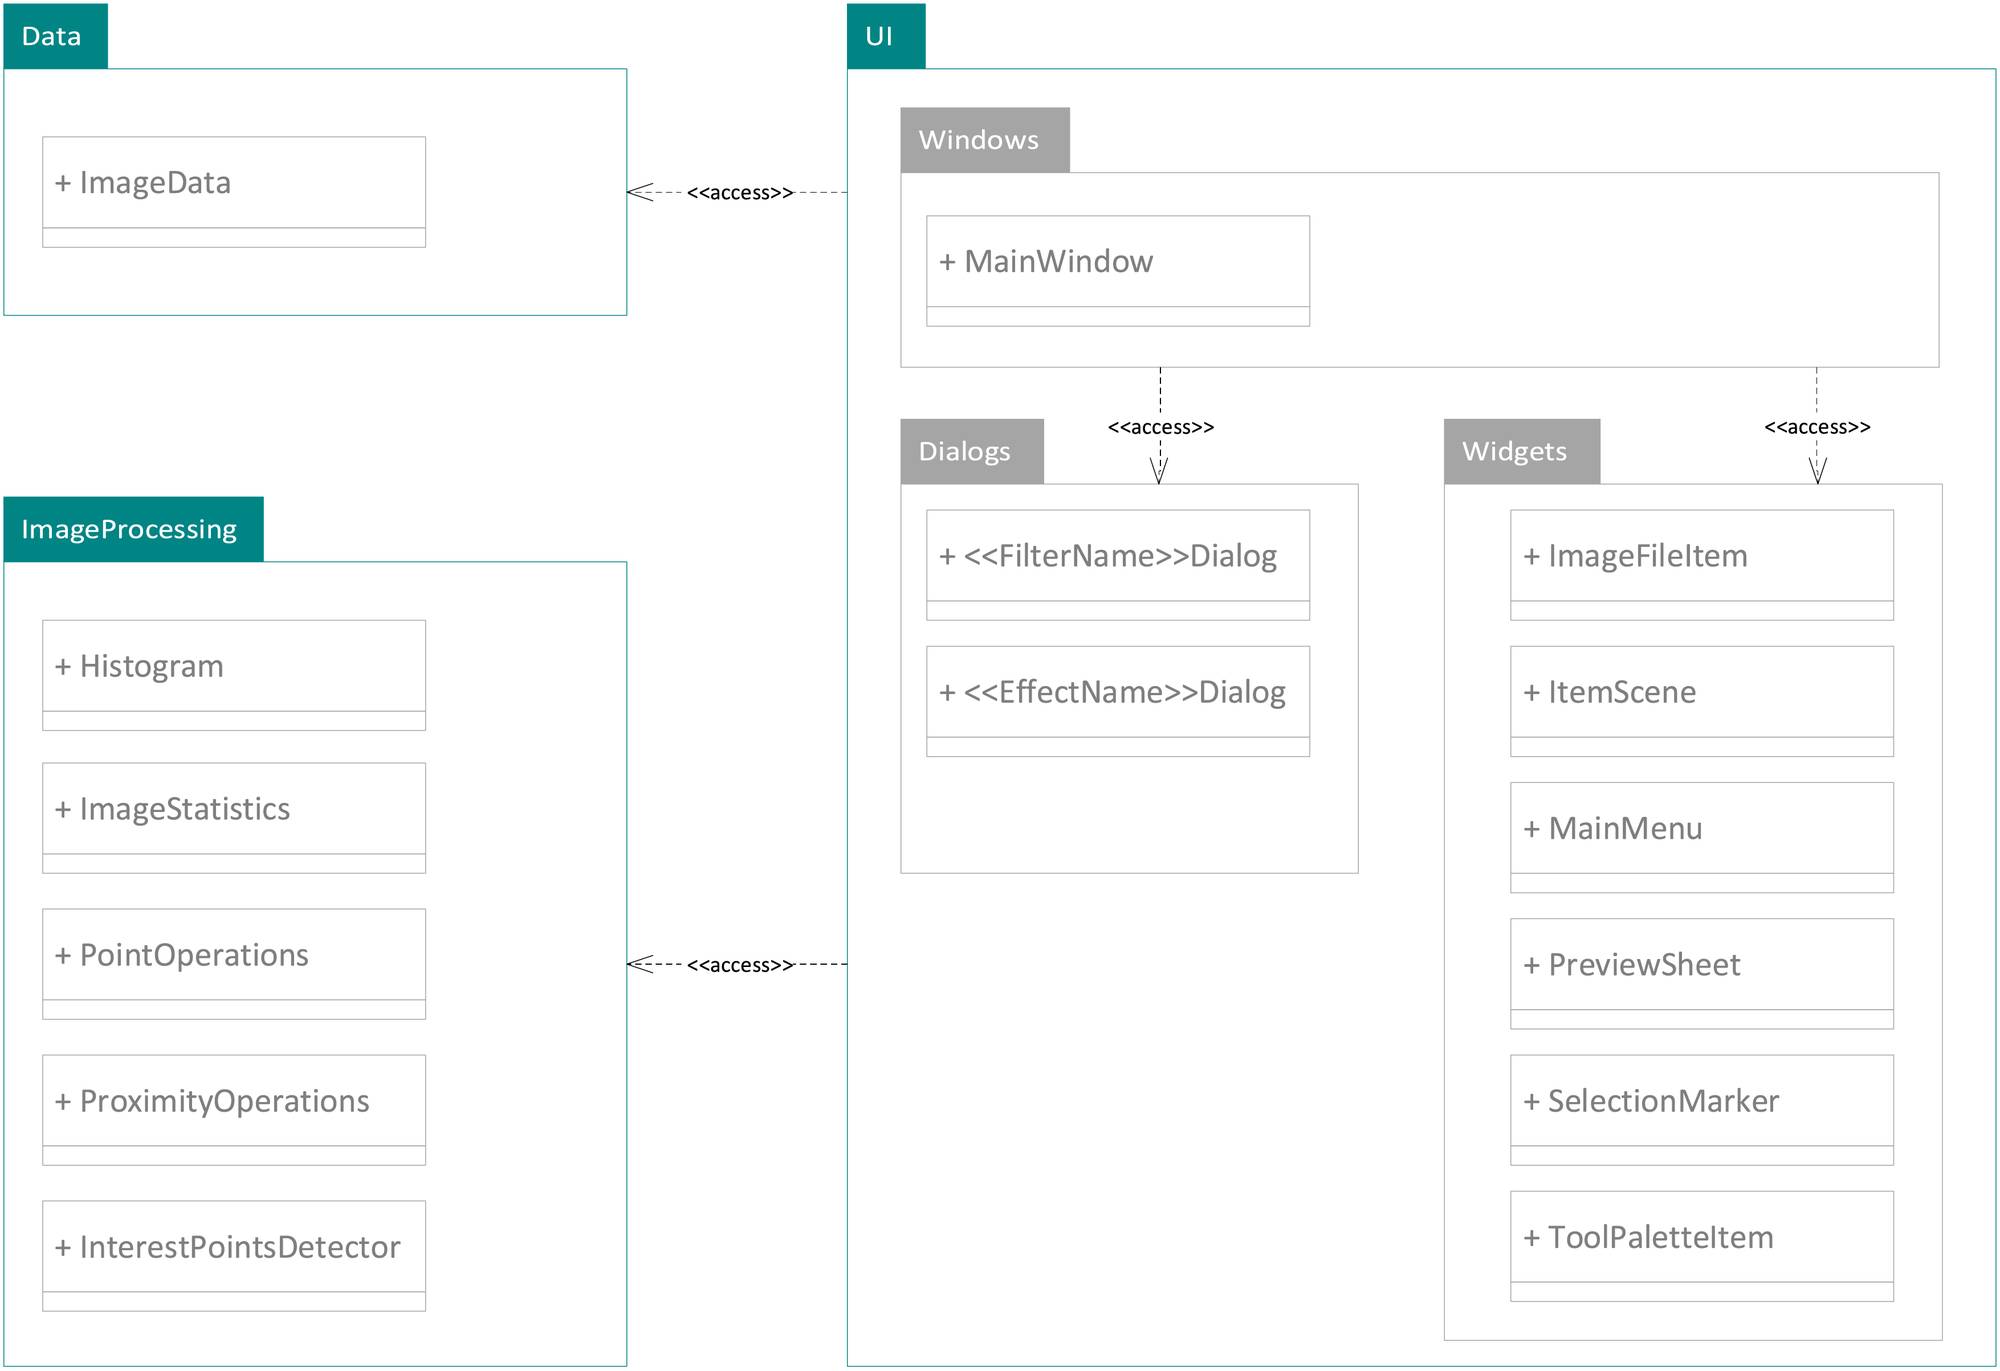 Data
+ ImageData
<<access>>
ImageProcessing
+ Histogram
+ ImageStatistics
+ PointOperations
+ ProximityOperations
+ InterestPointsDetector
<<access>>
UI
Windows
+ MainWindow
<<access>>
<<access>>
Dialogs
+ <<FilterName>>Dialog
+ <<EffectName>>Dialog
Widgets
+ ImageFileItem
+ ItemScene
+ MainMenu
+ PreviewSheet
+ SelectionMarker
+ ToolPaletteItem